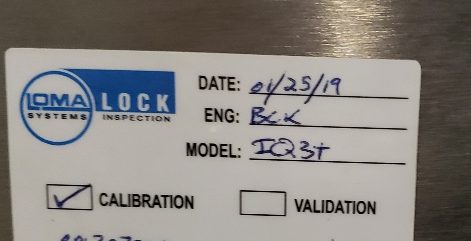 LOMA
SYSTEMS
LOCK
INSPECTION
DATE: 01/25/19
ENG: BCK
MODEL: IQ3+
CALIBRATION
VALIDATION